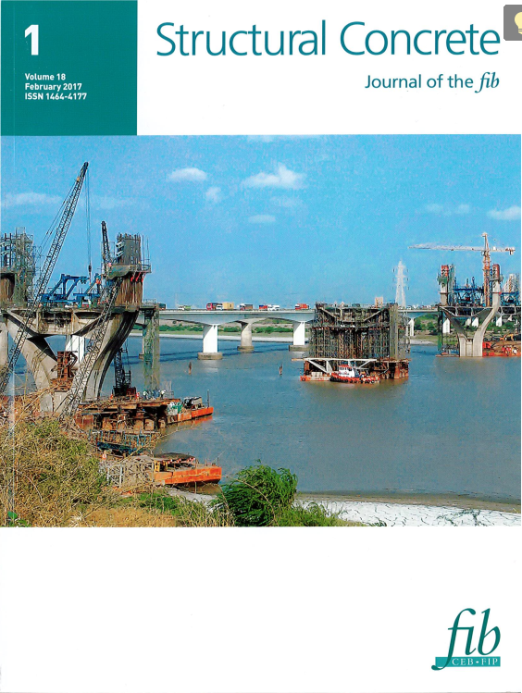 1
Structural Concrete
Journal of the fib
Volume 18
February 2017
ISSN 1464-4177
fib
CEB•FIP